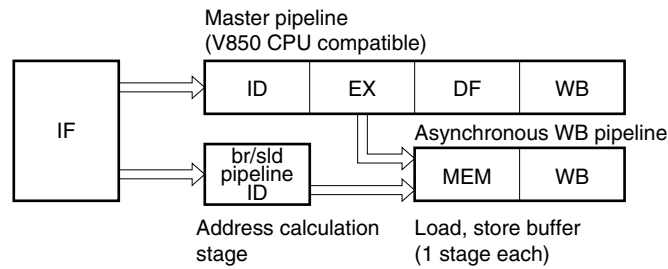 Master pipeline
(V850 CPU compatible)
IF
ID EX DF WB
Asynchronous WB pipeline
br/sld
pipeline
ID
MEM WB
Address calculation
stage
Load, store buffer
(1 stage each)